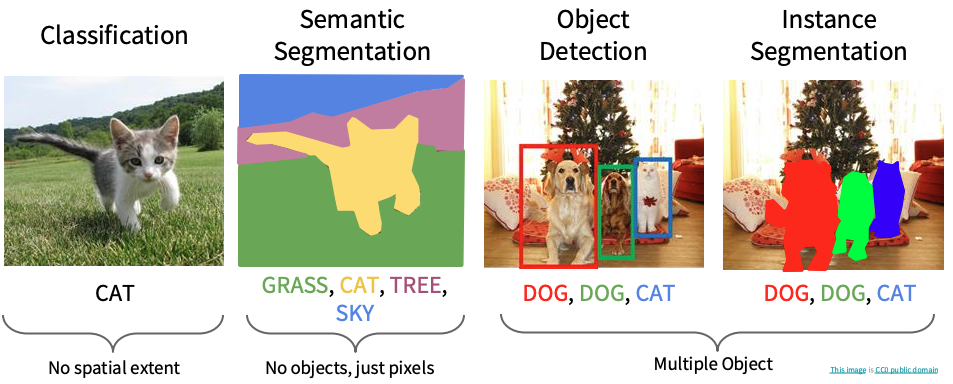 Classification
Semantic
Segmentation
Object
Detection
Instance
Segmentation
CAT
GRASS, CAT, TREE,
SKY
DOG, DOG, CAT
DOG, DOG, CAT
No spatial extent
No objects, just pixels
Multiple Object
This image is CC0 public domain